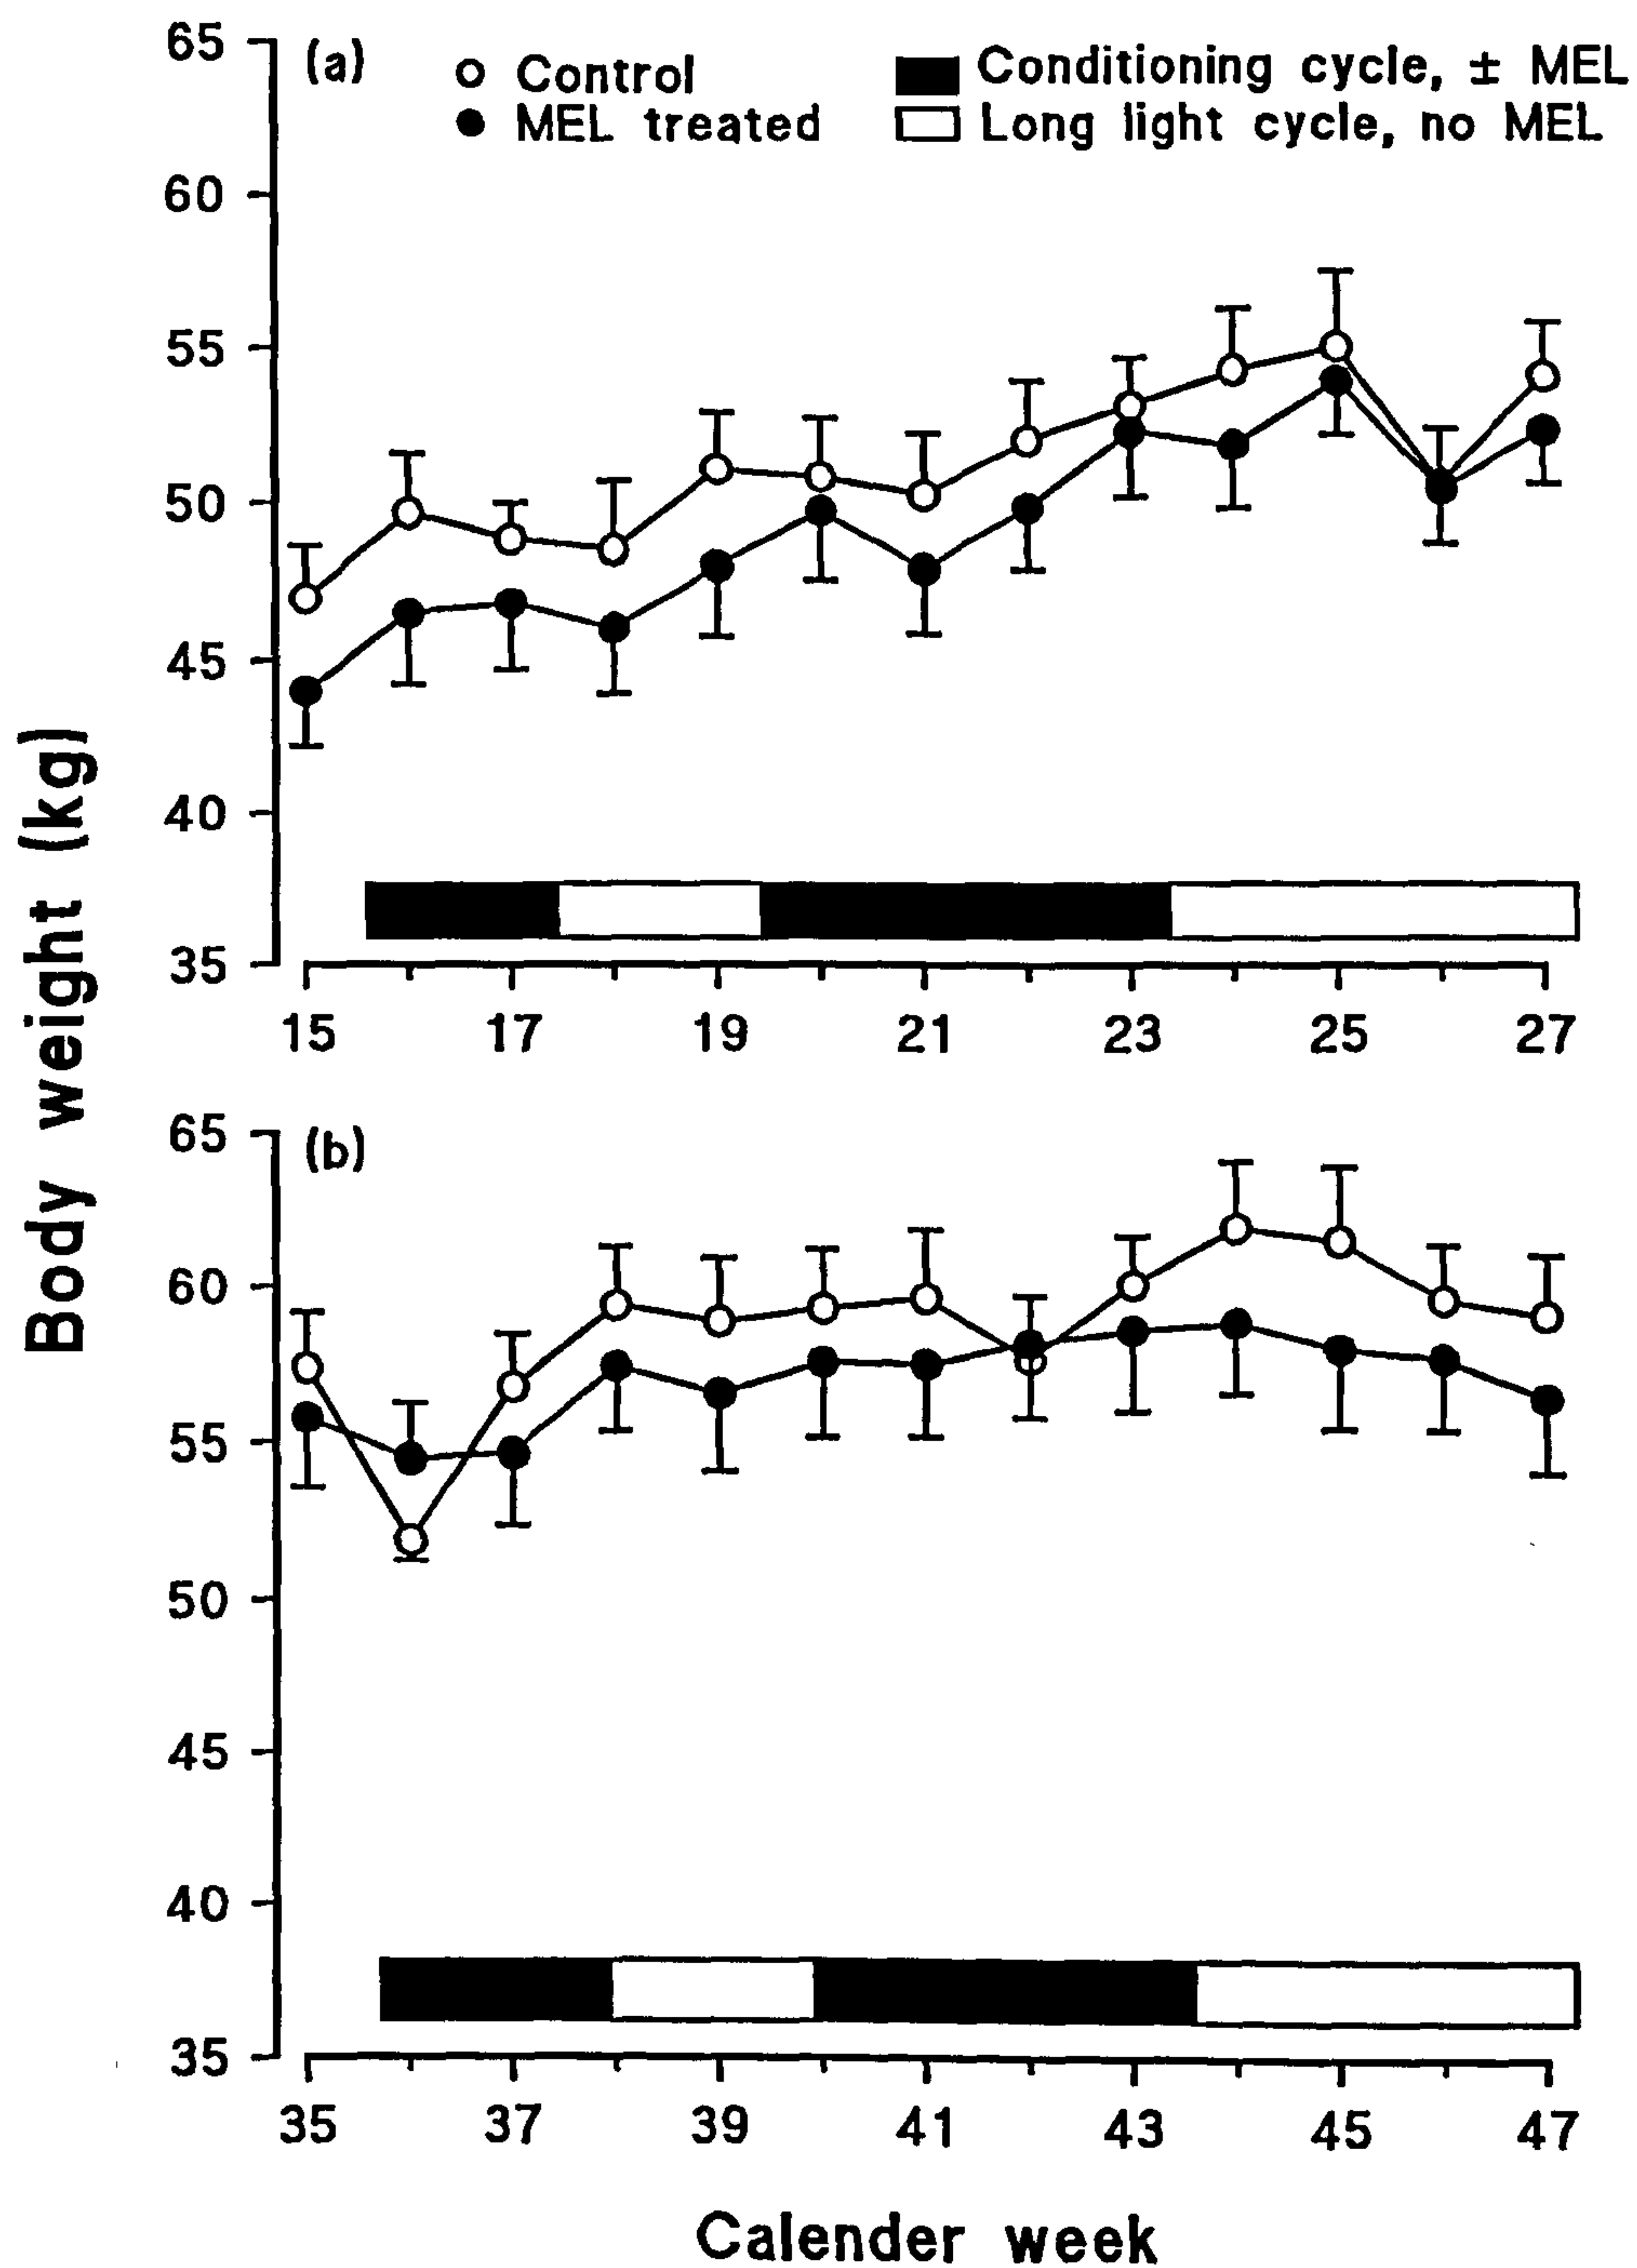 65
(a)
Control
Conditioning cycle, ± MEL
MEL treated
Long light cycle, no MEL
60
55
50
45
40
35
15 17 19 21 23 25 27
Body weight (kg)
65
(b)
60
55
50
45
40
35
35 37 39 41 43 45 47
Calender week